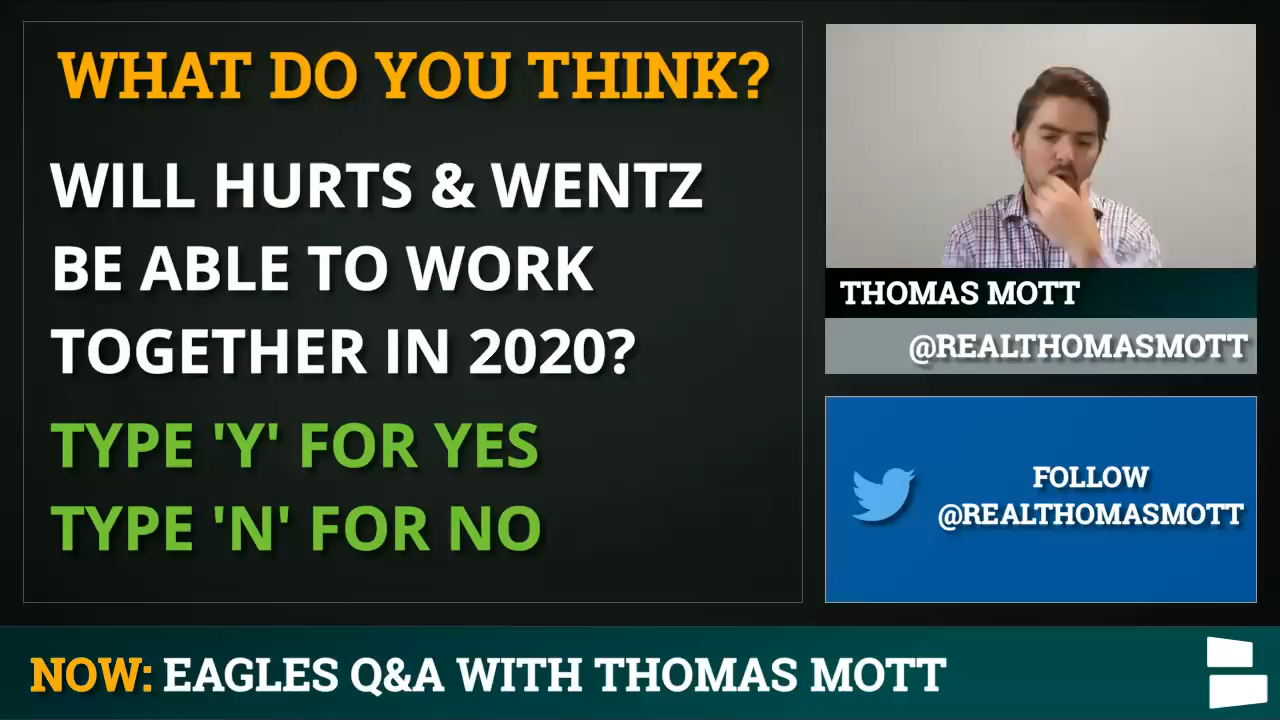 WHAT DO YOU THINK?
WILL HURTS & WENTZ
BE ABLE TO WORK
TOGETHER IN 2020?
TYPE 'Y' FOR YES
TYPE 'N' FOR NO
THOMAS MOTT
@REALTHOMASMOTT
FOLLOW
@REALTHOMASMOTT
NOW: EAGLES Q&A WITH THOMAS MOTT